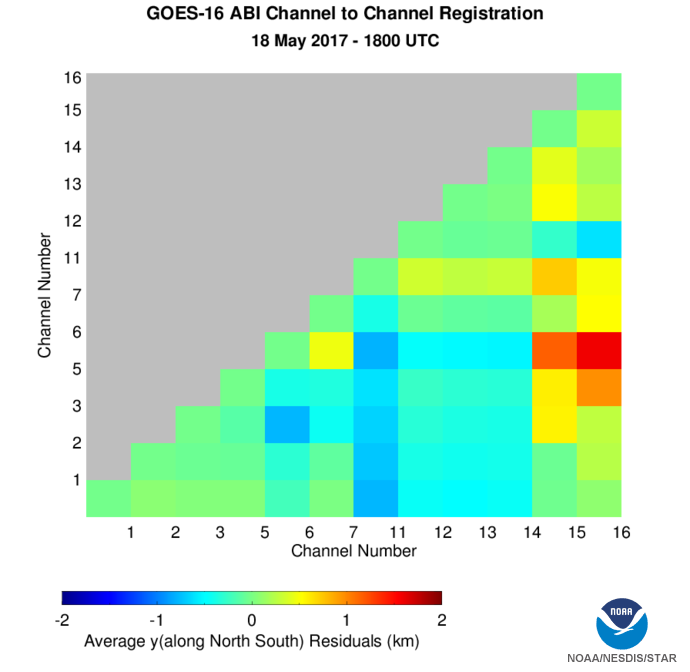 GOES-16 ABI Channel to Channel Registration
18 May 2017 - 1800 UTC
16
15
14
13
12
11
7
6
5
3
2
1
Channel Number
1 2 3 5 6 7 11 12 13 14 15 16
Channel Number
-2 -1 0 1 2
Average y(along North South) Residuals (km)
NOAA
NOAA/NESDIS/STAR